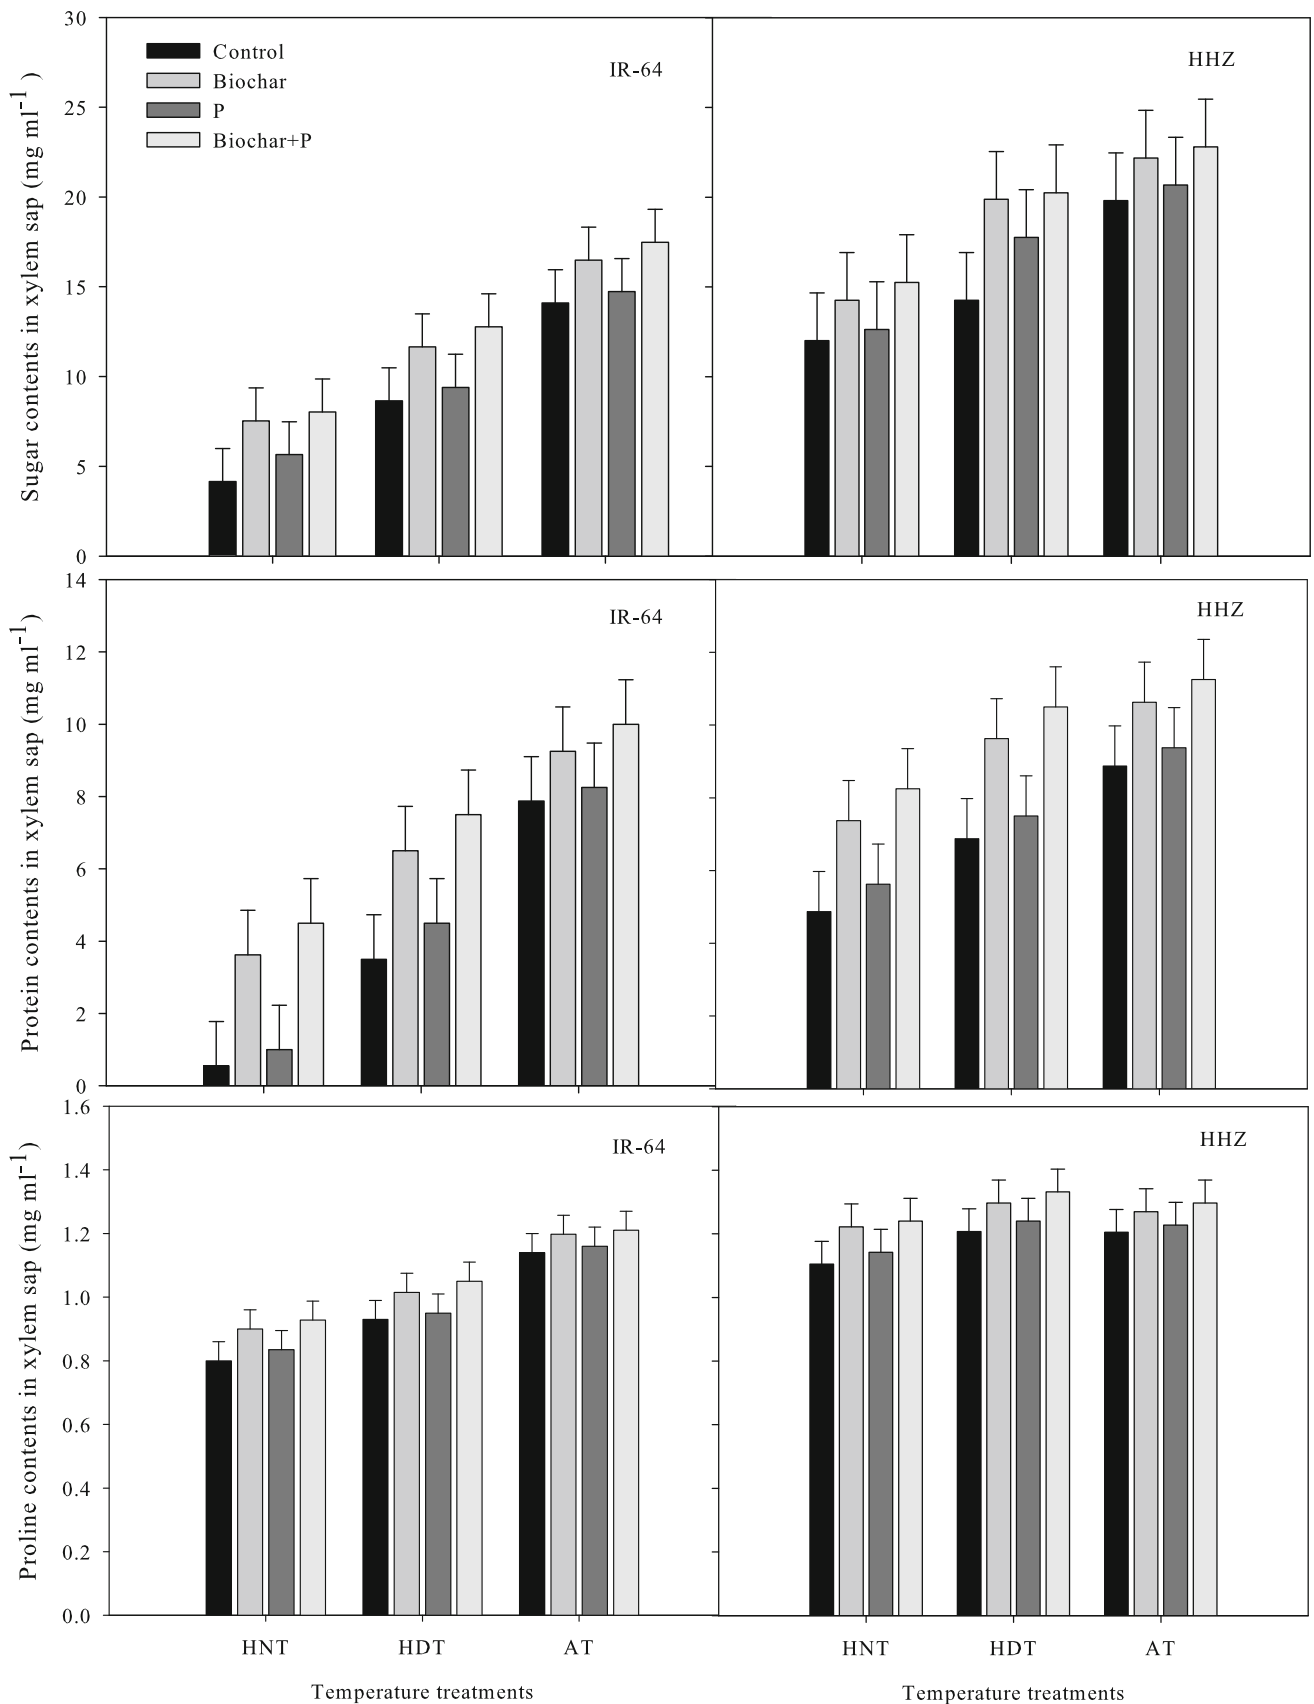 30
25
20
15
10
5
0
Sugar contents in xylem sap (mg ml-1)
Control
Biochar
P
Biochar+P
IR-64
HHZ
14
12
10
8
6
4
2
0
Protein contents in xylem sap (mg ml-1)
IR-64
HHZ
1.6
1.4
1.2
1.0
0.8
0.6
0.4
0.2
0.0
Proline contents in xylem sap (mg ml-1)
IR-64
HHZ
HNT HDT AT
HNT HDT AT
Temperature treatments
Temperature treatments